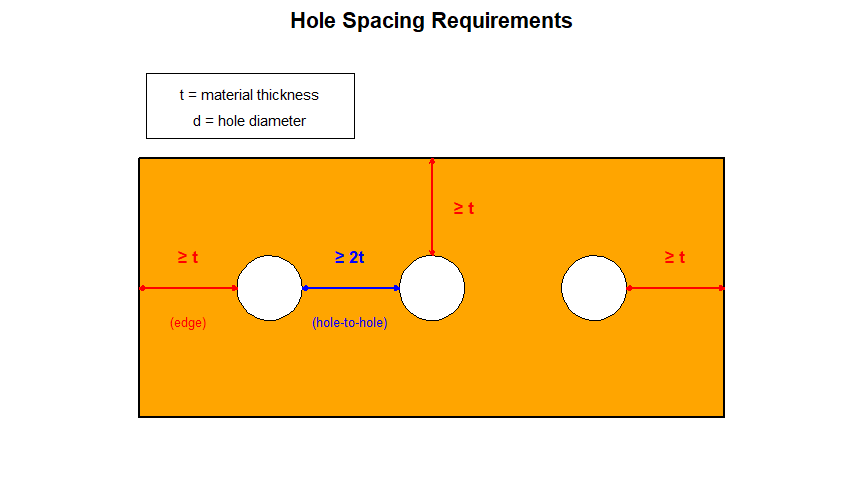 Hole Spacing Requirements
t = material thickness
d = hole diameter
≥ t
≥ t
≥ 2t
≥ t
(edge)
(hole-to-hole)